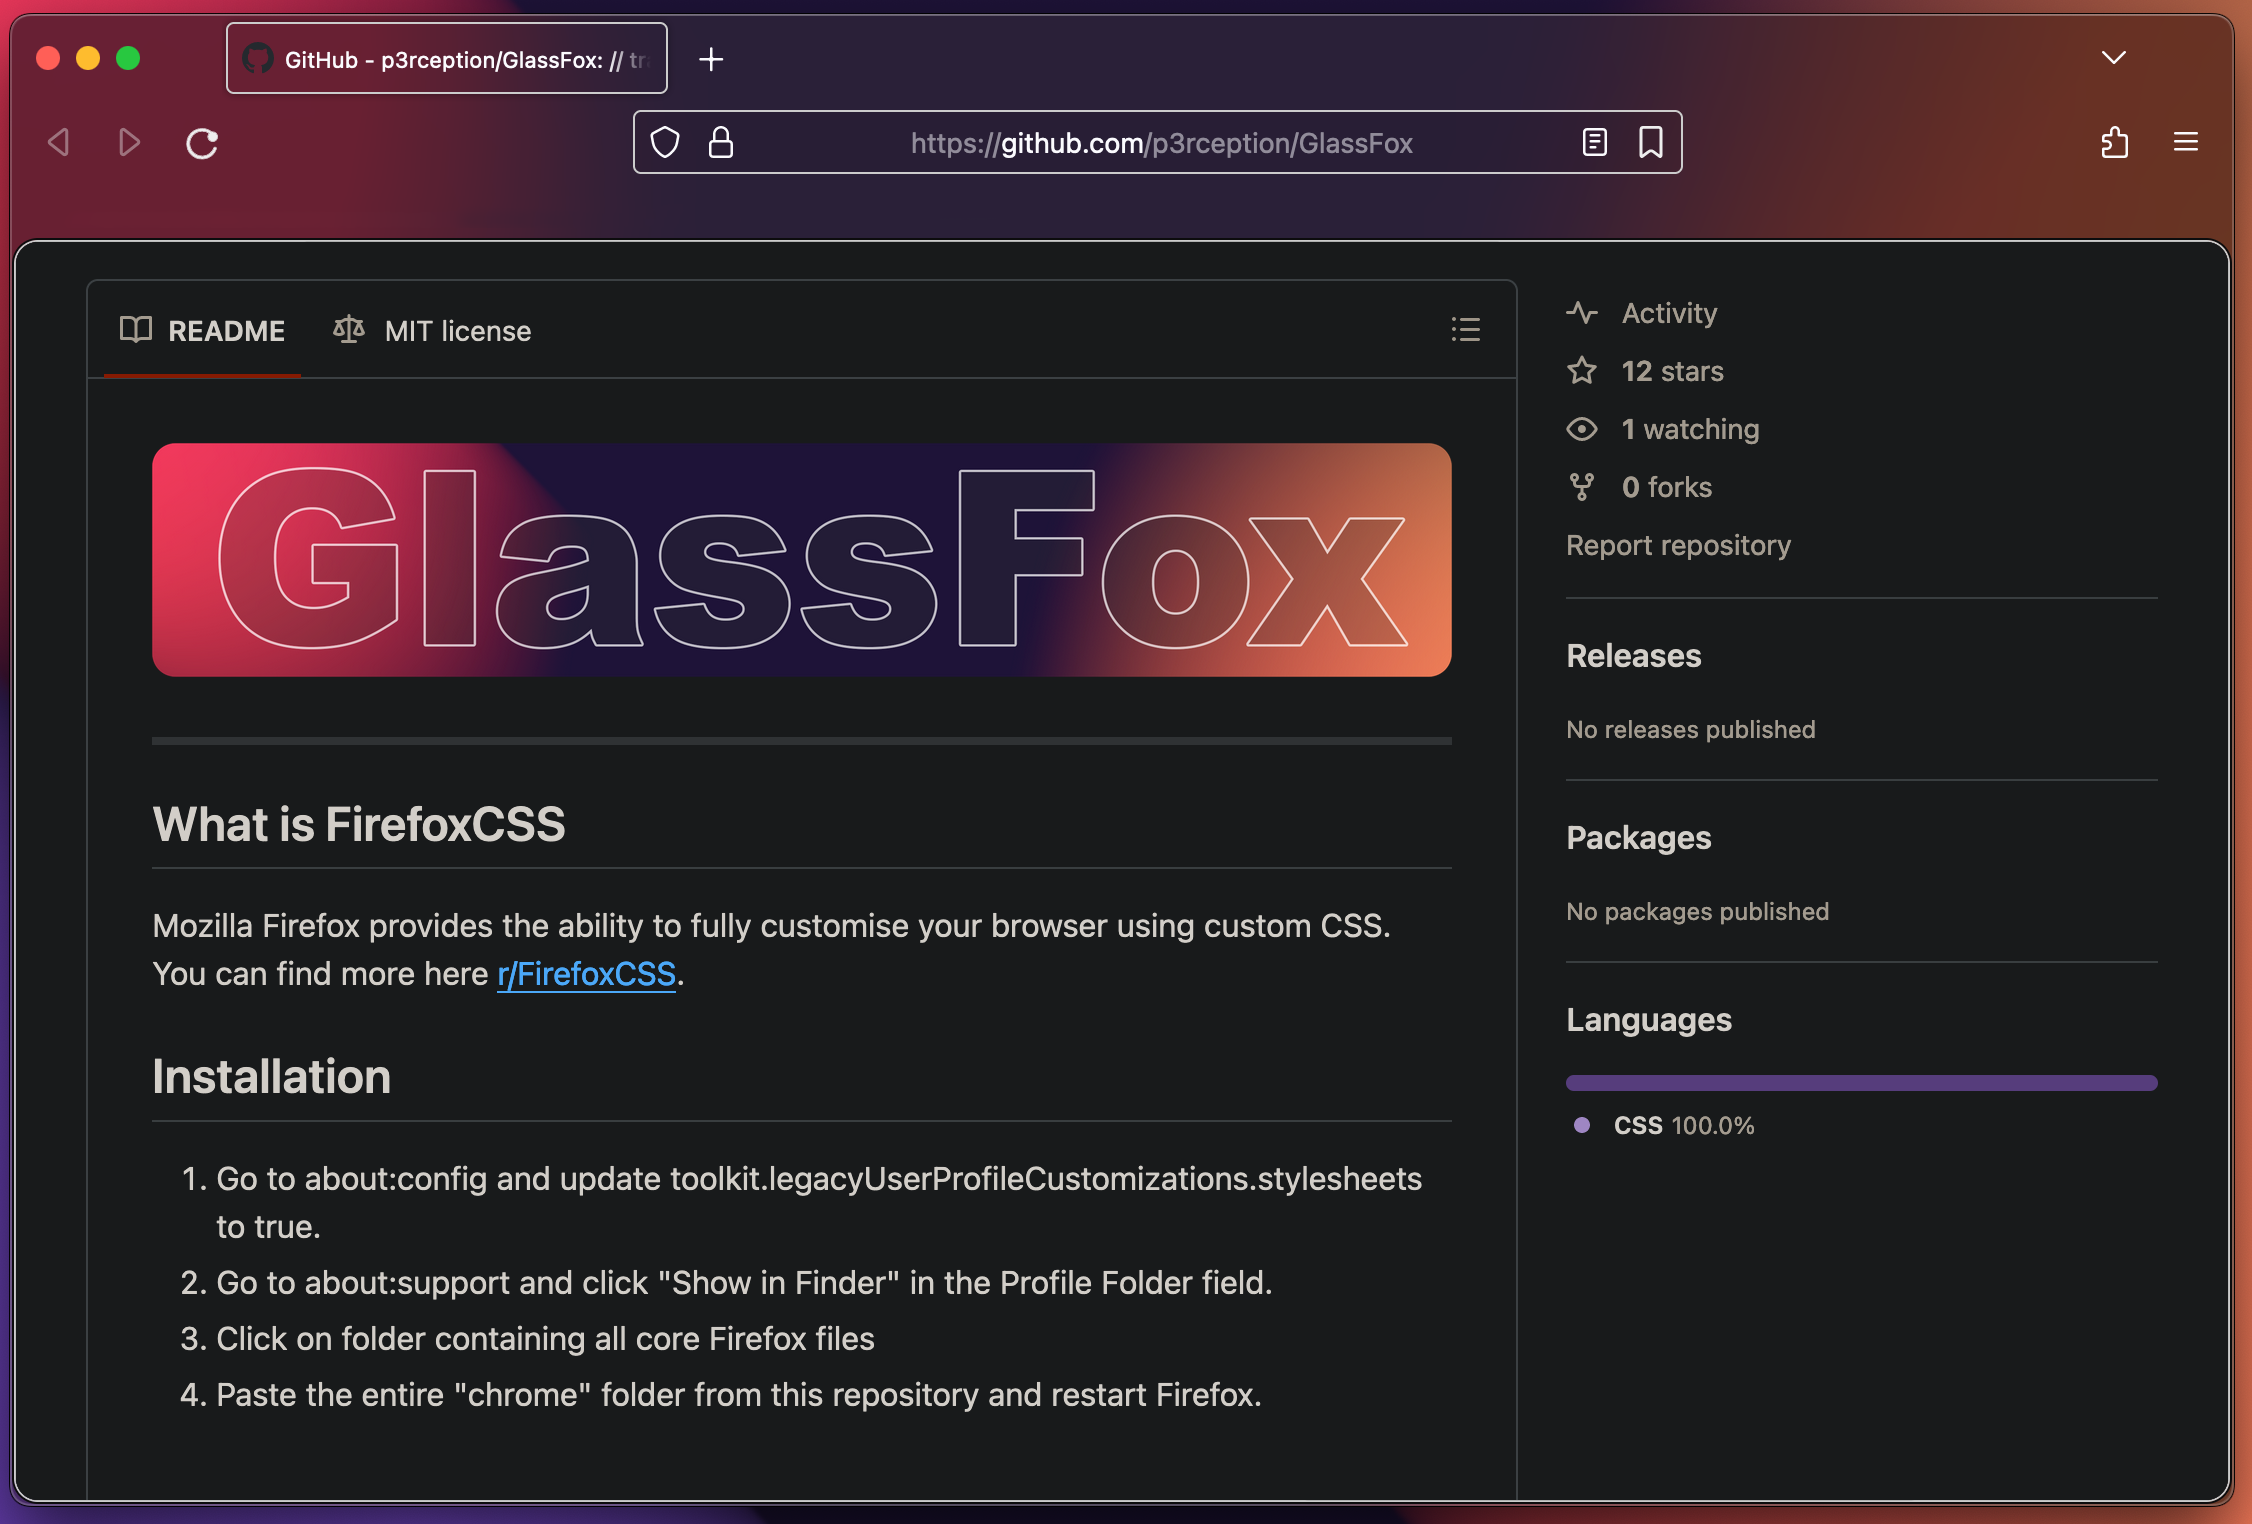 GitHub - p3rception/GlassFox: // tr
https://github.com/p3rception/GlassFox
README
MIT license
GlassFox
What is FirefoxCSS
Mozilla Firefox provides the ability to fully customise your browser using custom CSS.
You can find more here r/FirefoxCSS.
Installation
1. Go to about:config and update toolkit.legacyUserProfileCustomizations.stylesheets
to true.
2. Go to about:support and click "Show in Finder" in the Profile Folder field.
3. Click on folder containing all core Firefox files
4. Paste the entire "chrome" folder from this repository and restart Firefox.
Activity
12 stars
1 watching
0 forks
Report repository
Releases
No releases published
Packages
No packages published
Languages
CSS 100.0%